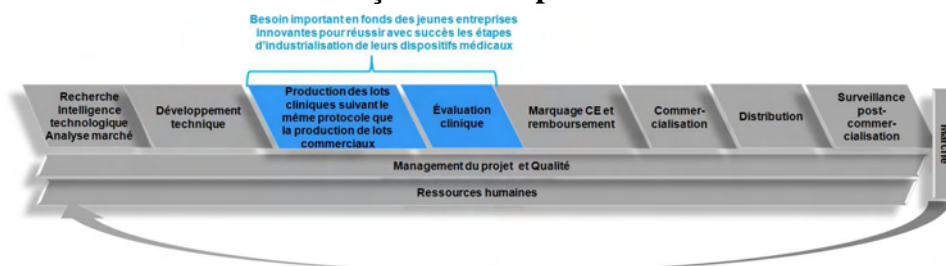 Besoin important en fonds des jeunes entreprises
innovantes pour réussir avec succès les étapes
d'industrialisation de leurs dispositifs médicaux
Recherche
Intelligence
technologique
Analyse marché
Développement
technique
Production des lots
cliniques suivant le
même protocole que
la production de lots
commerciaux
Évaluation
clinique
Marquage CE et
remboursement
Commer-
cialisation
Distribution
Surveillance
post-
commer-
cialisation
Management du projet et Qualité
Ressources humaines